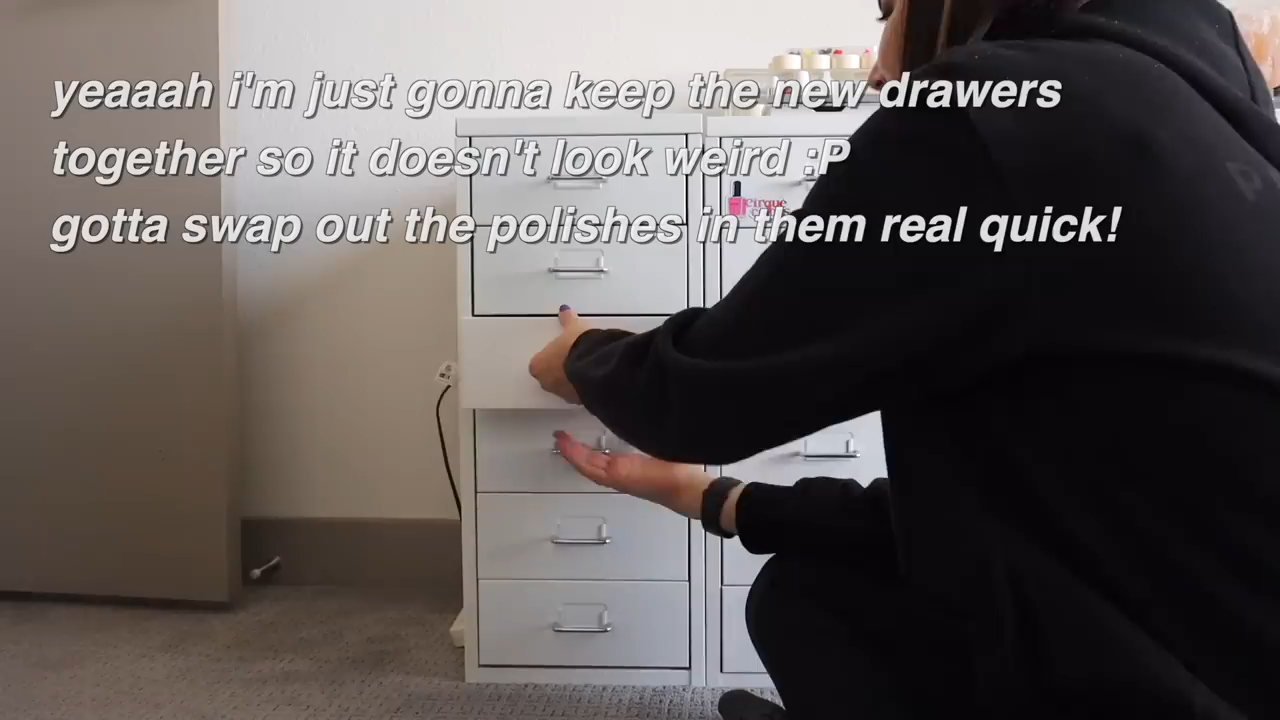 yeaaah i'm just gonna keep the new drawers
together so it doesn't look weird :P
gotta swap out the polishes in them real quick!
cirque